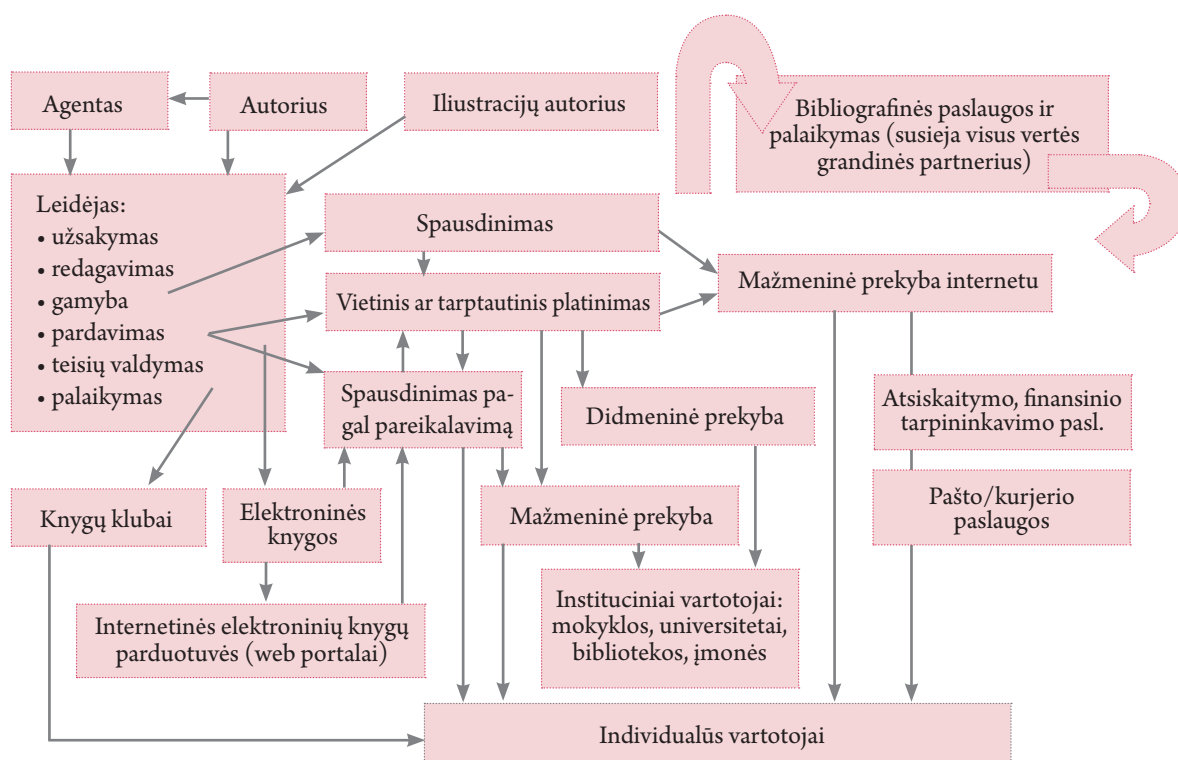 Agentas
Autorius
Iliustracijų autorius
Bibliografinės paslaugos ir
palaikymas (susieja visus vertės
grandinės partnerius)
Leidėjas:
• užsakymas
• redagavimas
• gamyba
• pardavimas
• teisių valdymas
• palaikymas
Spausdinimas
Vietinis ar tarptautinis platinimas
Mažmeninė prekyba internetu
Spausdinimas pa-
gal pareikalavimą
Didmeninė prekyba
Atsiskaitymo, finansinio
tarpininkavimo pasl.
Knygų klubai
Elektroninės
knygos
Mažmeninė prekyba
Pašto/kurjerio
paslaugos
Internetinės elektroninių knygų
parduotuvės (web portalai)
Instituciniai vartotojai:
mokyklos, universitetai,
bibliotekos, įmonės
Individualūs vartotojai